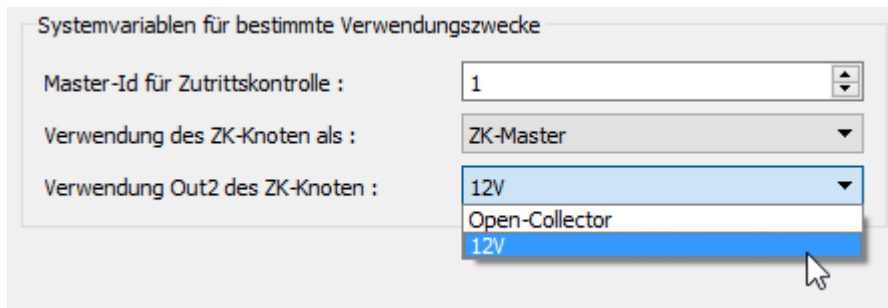 Systemvariablen für bestimmte Verwendungszwecke
Master-Id für Zutrittskontrolle : 1
Verwendung des ZK-Knoten als : ZK-Master
Verwendung Out2 des ZK-Knoten : 12V
Open-Collector
12V